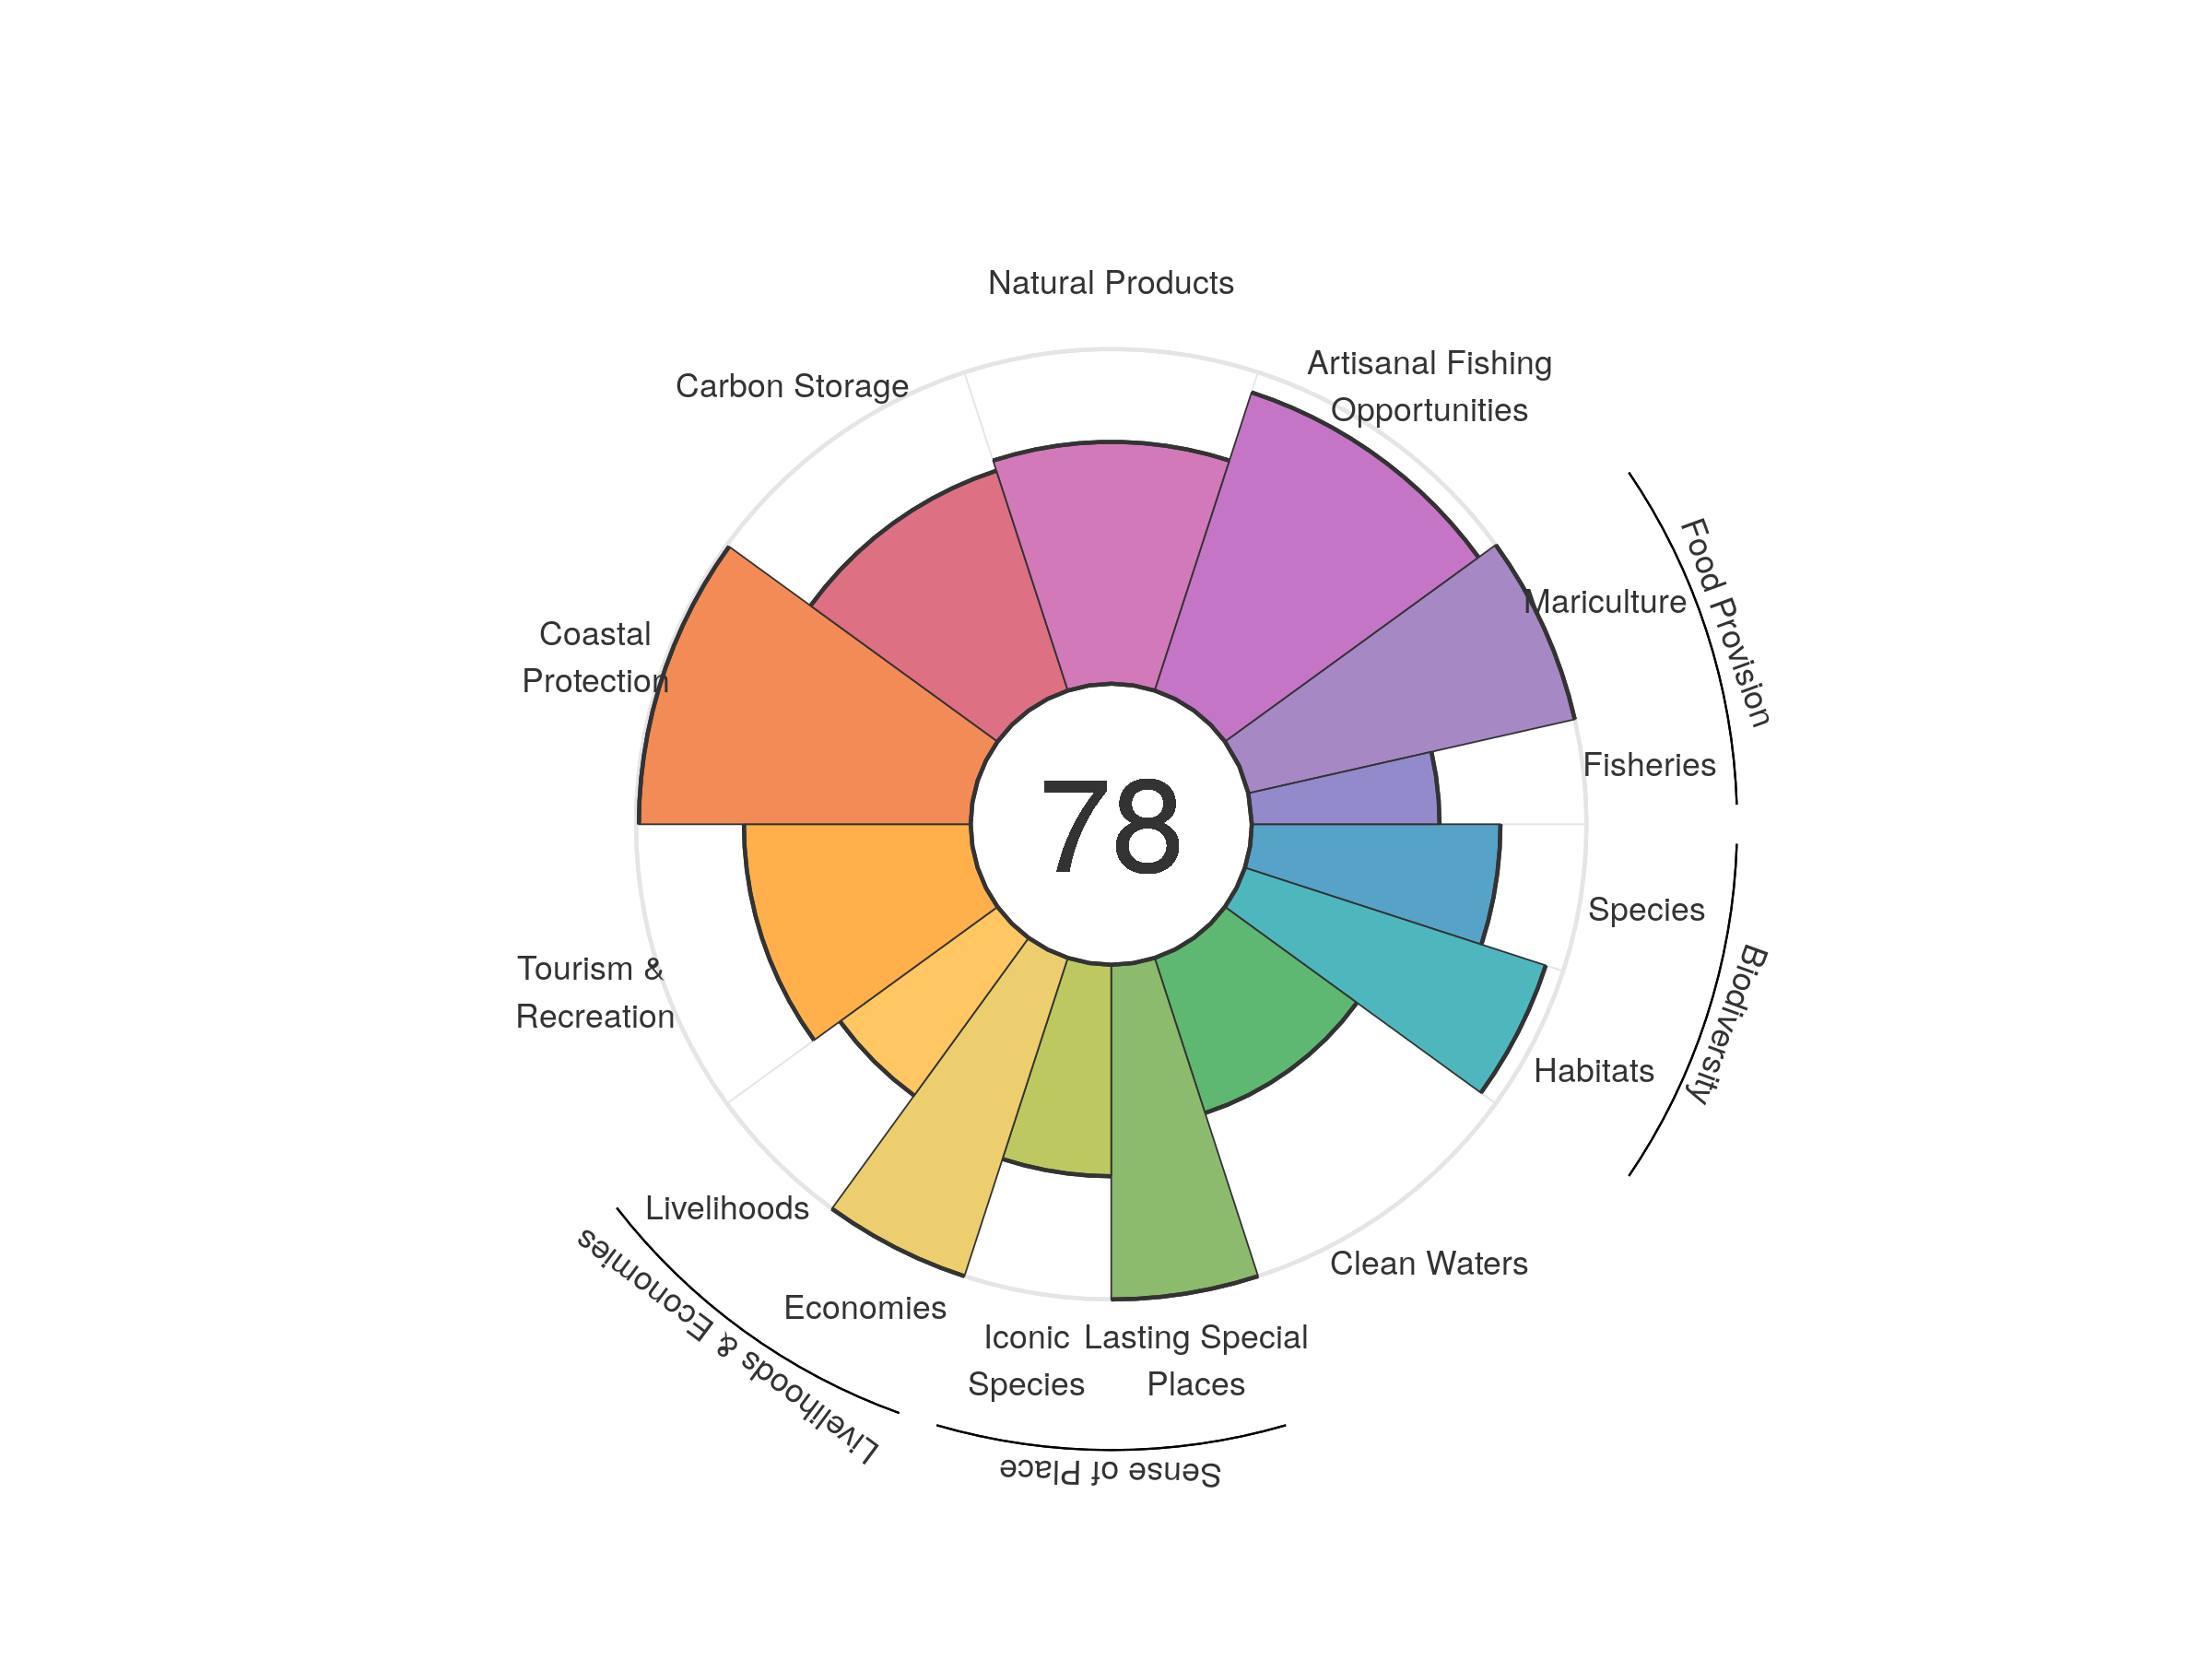 Natural Products
Artisanal Fishing
Opportunities
Carbon Storage
Mariculture
Food Provision
Coastal
Protection
Fisheries
78
Species
Biodiversity
Tourism &
Recreation
Habitats
Livelihoods
Livelihoods & Economies
Clean Waters
Economies
Iconic
Species
Lasting Special
Places
Sense of Place